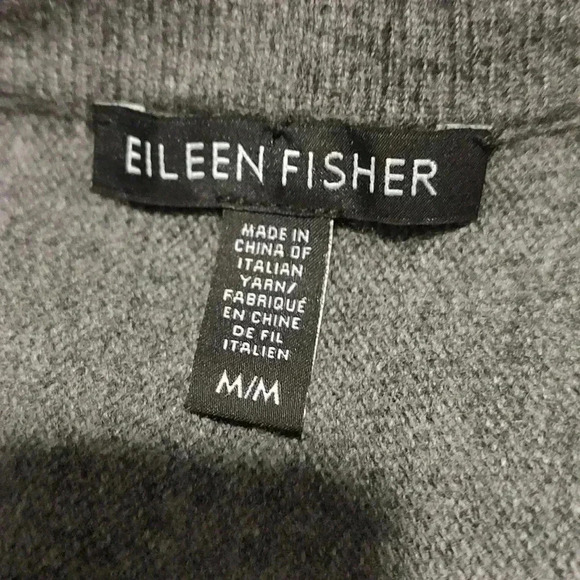 EILEEN FISHER
MADE IN
CHINA OF
ITALIAN
YARN/
FABRIQUÉ
EN CHINE
DE FIL
ITALIEN
M/M